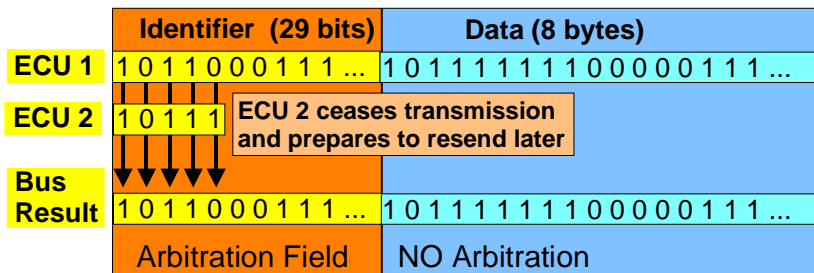 Identifier (29 bits) Data (8 bytes)
ECU 1 1 0 1 1 0 0 0 1 1 1 ... 1 0 1 1 1 1 1 1 1 0 0 0 0 0 1 1 1 ...
ECU 2 1 0 1 1 1
ECU 2 ceases transmission
and prepares to resend later
Bus
Result 1 0 1 1 0 0 0 1 1 1 ... 1 0 1 1 1 1 1 1 1 0 0 0 0 0 1 1 1 ...
Arbitration Field NO Arbitration